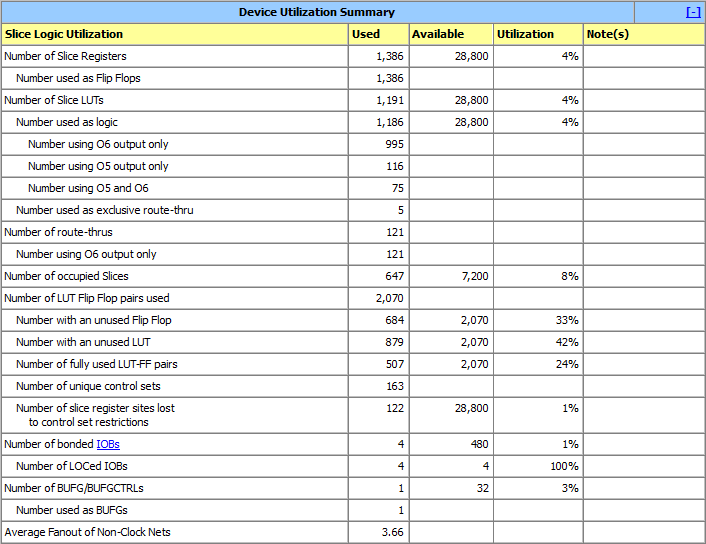 Device Utilization Summary [-]
Slice Logic Utilization Used Available Utilization Note(s)
Number of Slice Registers 1,386 28,800 4%
Number used as Flip Flops 1,386
Number of Slice LUTs 1,191 28,800 4%
Number used as logic 1,186 28,800 4%
Number using O6 output only 995
Number using O5 output only 116
Number using O5 and O6 75
Number used as exclusive route-thru 5
Number of route-thrus 121
Number using O6 output only 121
Number of occupied Slices 647 7,200 8%
Number of LUT Flip Flop pairs used 2,070
Number with an unused Flip Flop 684 2,070 33%
Number with an unused LUT 879 2,070 42%
Number of fully used LUT-FF pairs 507 2,070 24%
Number of unique control sets 163
Number of slice register sites lost 122 28,800 1%
to control set restrictions
Number of bonded IOBs 4 480 1%
Number of LOCed IOBs 4 4 100%
Number of BUFG/BUFGCTRLs 1 32 3%
Number used as BUFGs 1
Average Fanout of Non-Clock Nets 3.66